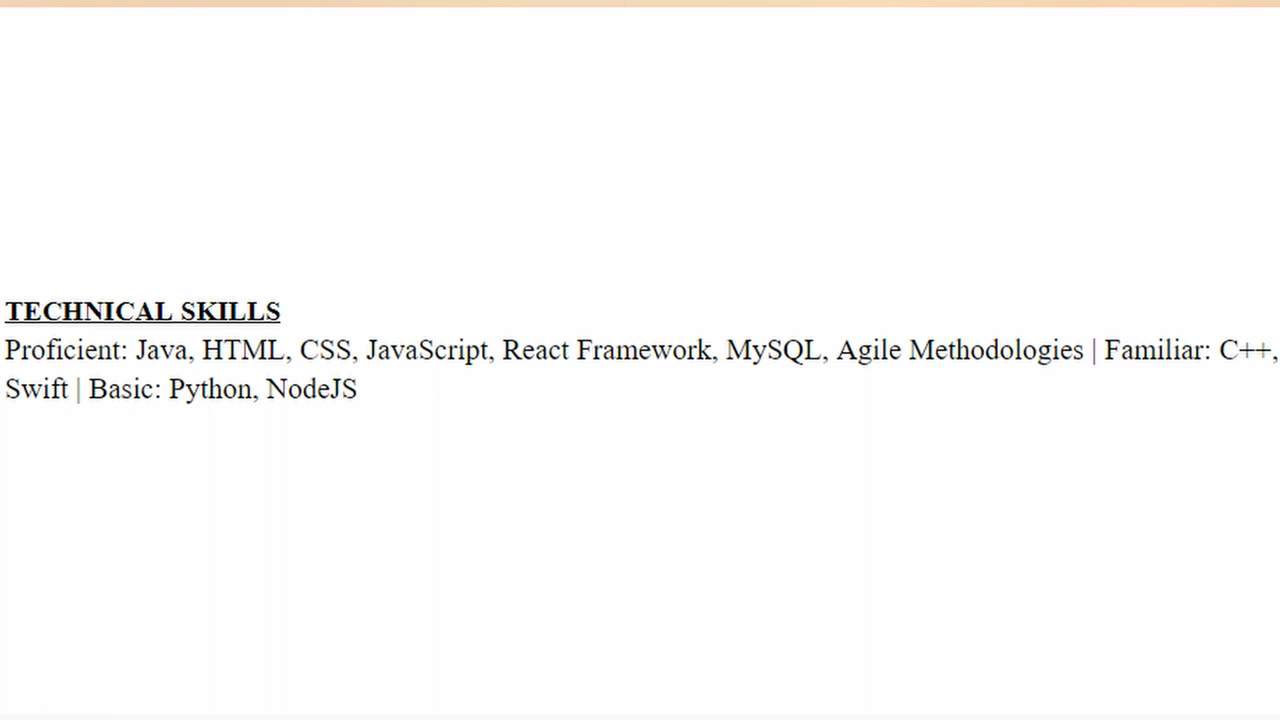 TECHNICAL SKILLS
Proficient: Java, HTML, CSS, JavaScript, React Framework, MySQL, Agile Methodologies | Familiar: C++,
Swift | Basic: Python, NodeJS